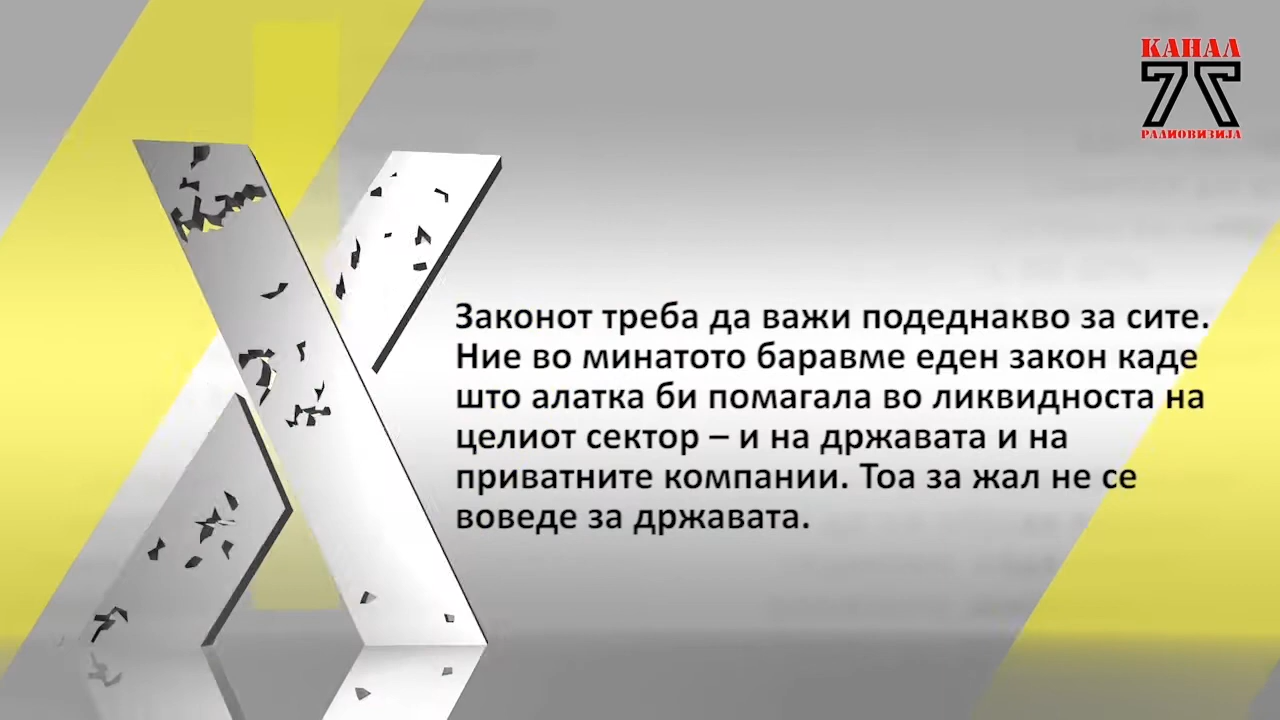 КАНАЛ
77
РАДИОВИЗИЈА
Законот треба да важи подеднакво за сите.
Ние во минатото баравме еден закон каде
што алатка би помагала во ликвидноста на
целиот сектор – и на државата и на
приватните компании. Тоа за жал не се
воведе за државата.